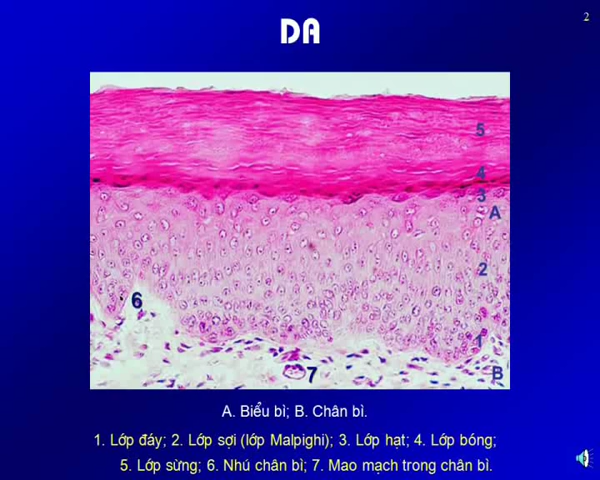 2
DA
5
4
3
A
2
6
1
7
B
A. Biểu bì; B. Chân bì.
1. Lớp đáy; 2. Lớp sợi (lớp Malpighi); 3. Lớp hạt; 4. Lớp bóng;
5. Lớp sừng; 6. Nhú chân bì; 7. Mao mạch trong chân bì.